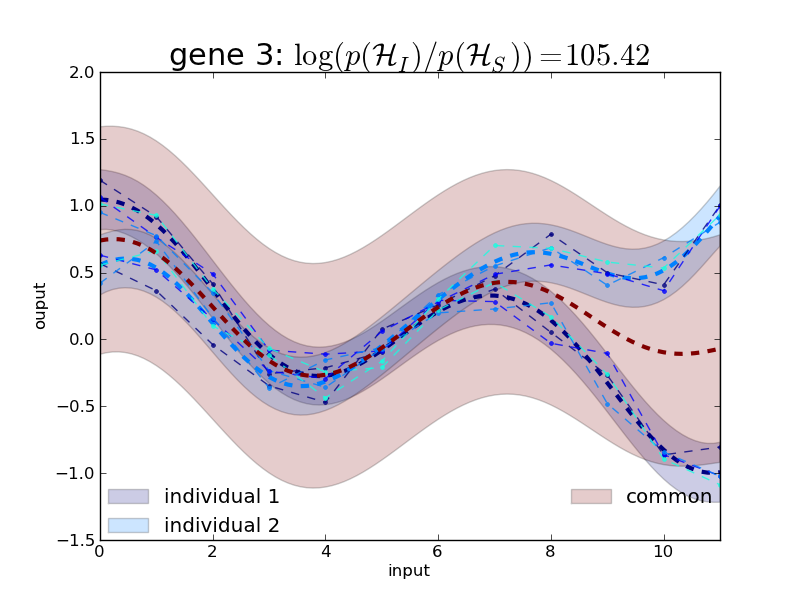 gene 3: log(p(ℋ_I)/p(ℋ_S)) = 105.42
2.0
1.5
1.0
0.5
0.0
−0.5
−1.0
−1.5
ouput
individual 1
individual 2
common
0 2 4 6 8 10
input